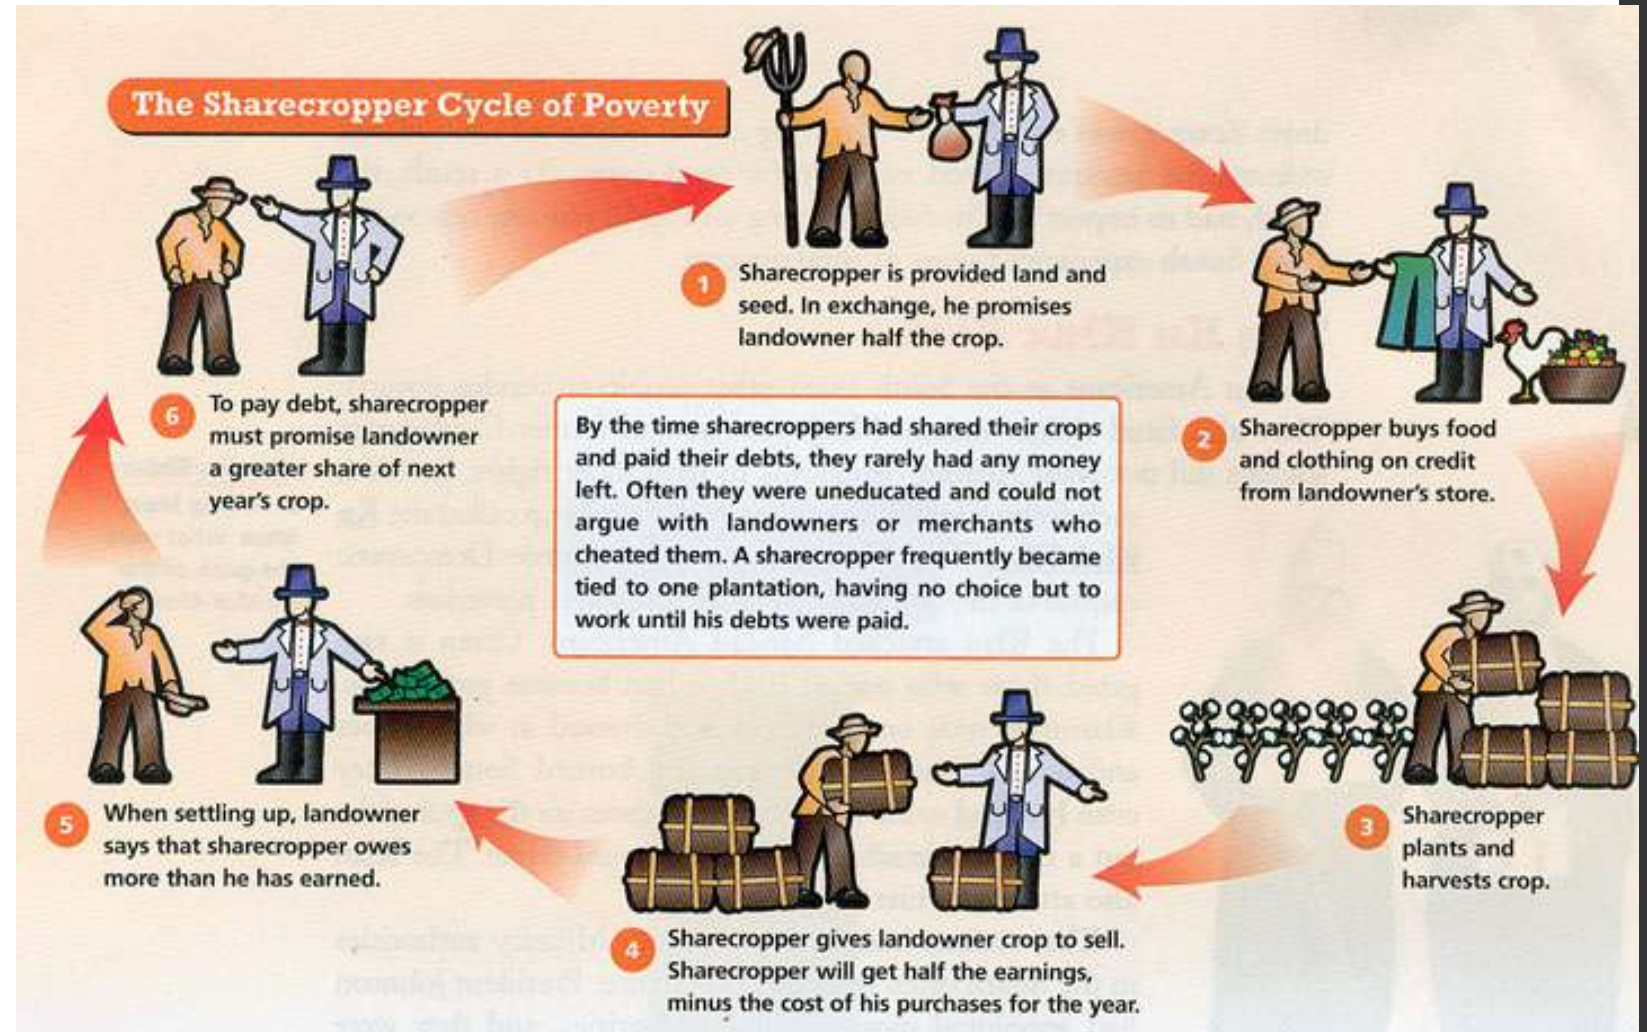 The Sharecropper Cycle of Poverty
1
Sharecropper is provided land and
seed. In exchange, he promises
landowner half the crop.
2
Sharecropper buys food
and clothing on credit
from landowner's store.
3
Sharecropper
plants and
harvests crop.
4
Sharecropper gives landowner crop to sell.
Sharecropper will get half the earnings,
minus the cost of his purchases for the year.
5
When settling up, landowner
says that sharecropper owes
more than he has earned.
6
To pay debt, sharecropper
must promise landowner
a greater share of next
year's crop.
By the time sharecroppers had shared their crops
and paid their debts, they rarely had any money
left. Often they were uneducated and could not
argue with landowners or merchants who
cheated them. A sharecropper frequently became
tied to one plantation, having no choice but to
work until his debts were paid.